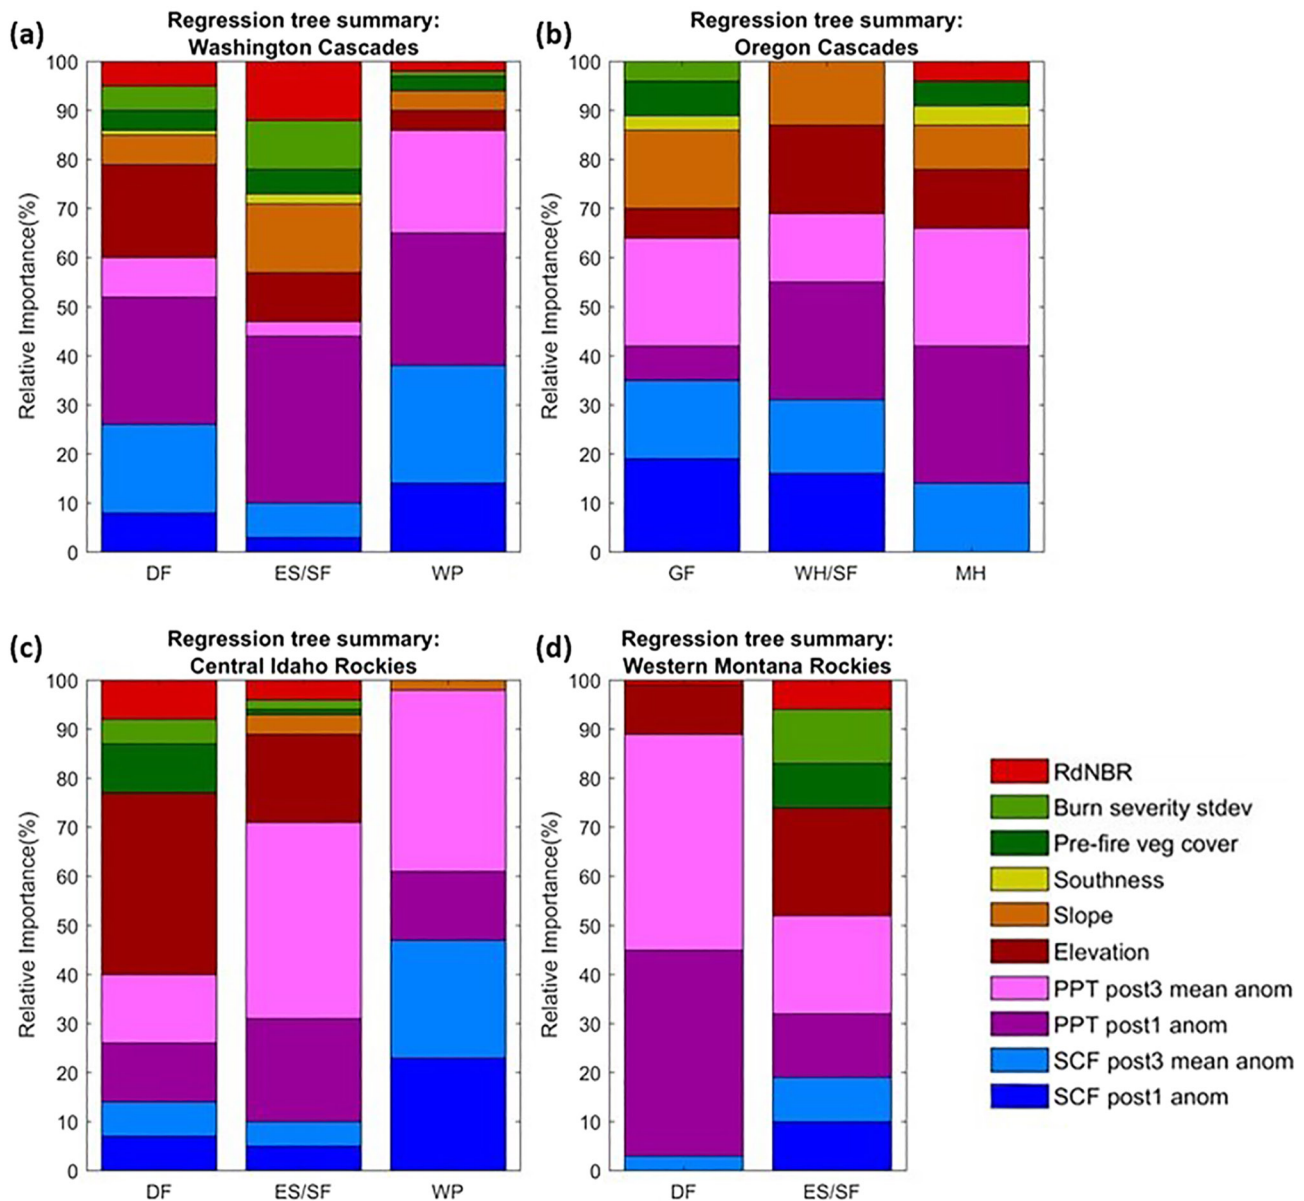 (a)
Regression tree summary:
Washington Cascades
Relative Importance(%)
100
90
80
70
60
50
40
30
20
10
0
DF
ES/SF
WP
(b)
Regression tree summary:
Oregon Cascades
Relative Importance(%)
100
90
80
70
60
50
40
30
20
10
0
GF
WH/SF
MH
(c)
Regression tree summary:
Central Idaho Rockies
Relative Importance(%)
100
90
80
70
60
50
40
30
20
10
0
DF
ES/SF
WP
(d)
Regression tree summary:
Western Montana Rockies
Relative Importance(%)
100
90
80
70
60
50
40
30
20
10
0
DF
ES/SF
RdNBR
Burn severity stdev
Pre-fire veg cover
Southness
Slope
Elevation
PPT post3 mean anom
PPT post1 anom
SCF post3 mean anom
SCF post1 anom